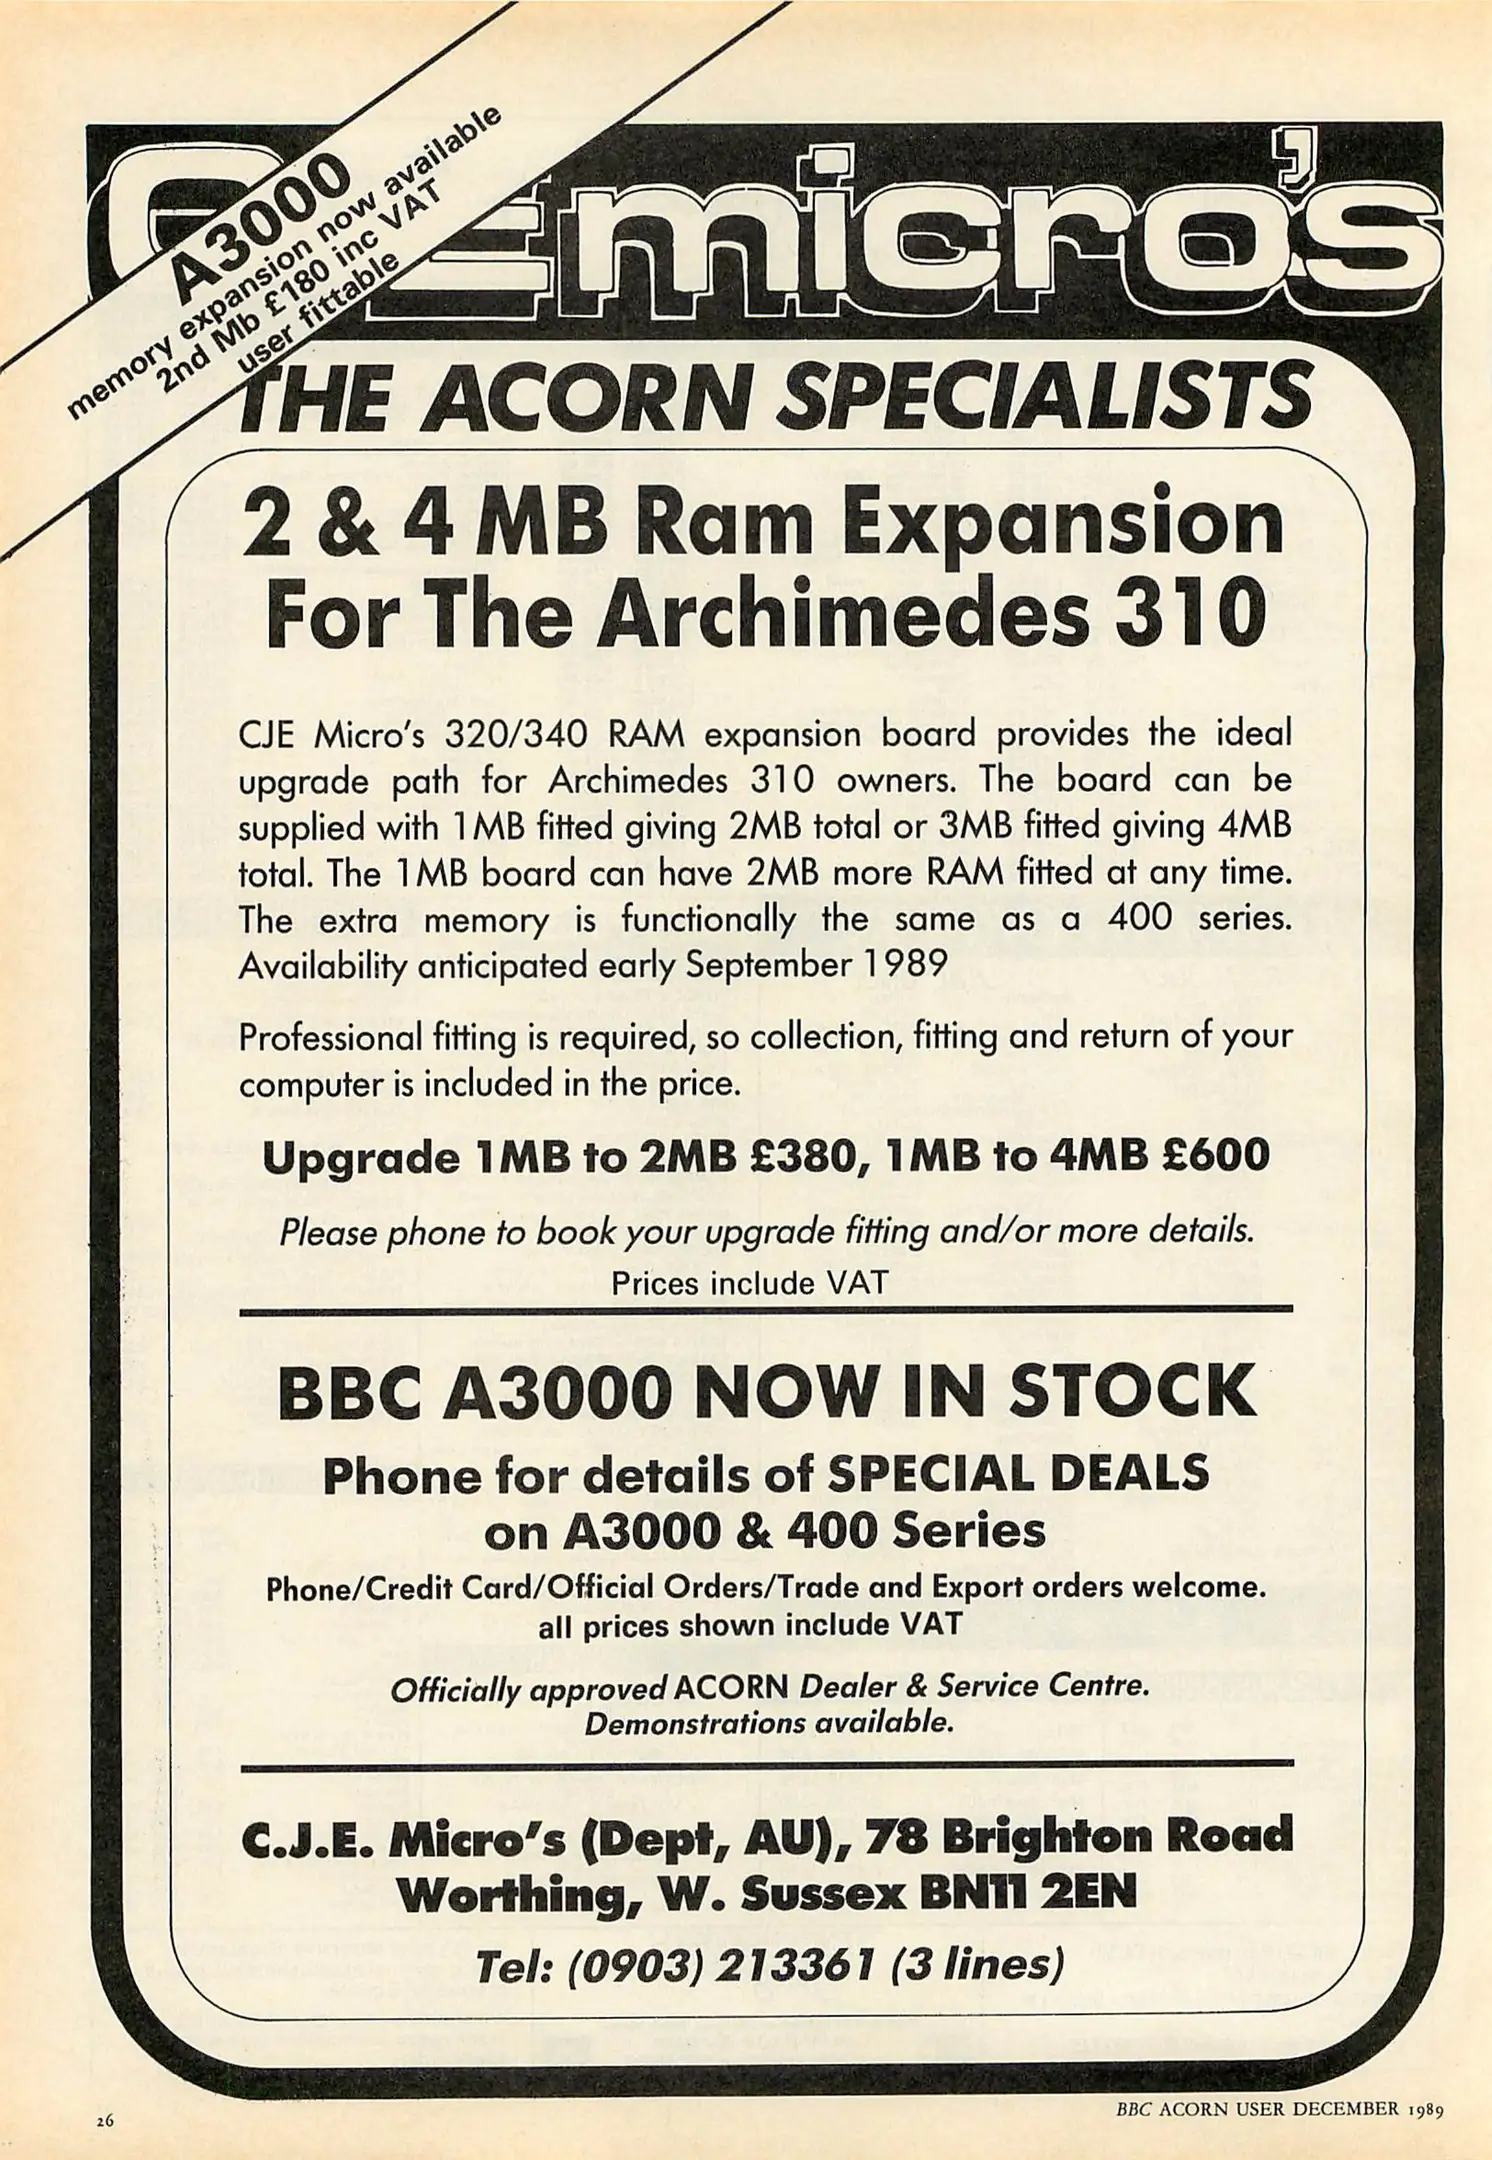 A3000
memory expansion now available
2nd Mb £180 inc VAT
user fittable
micro's
THE ACORN SPECIALISTS
2 & 4 MB Ram Expansion
For The Archimedes 310
CJE Micro's 320/340 RAM expansion board provides the ideal
upgrade path for Archimedes 310 owners. The board can be
supplied with 1MB fitted giving 2MB total or 3MB fitted giving 4MB
total. The 1MB board can have 2MB more RAM fitted at any time.
The extra memory is functionally the same as a 400 series.
Availability anticipated early September 1989
Professional fitting is required, so collection, fitting and return of your
computer is included in the price.
Upgrade 1MB to 2MB £380, 1MB to 4MB £600
Please phone to book your upgrade fitting and/or more details.
Prices include VAT
BBC A3000 NOW IN STOCK
Phone for details of SPECIAL DEALS
on A3000 & 400 Series
Phone/Credit Card/Official Orders/Trade and Export orders welcome.
all prices shown include VAT
Officially approved ACORN Dealer & Service Centre.
Demonstrations available.
C.J.E. Micro's (Dept, AU), 78 Brighton Road
Worthing, W. Sussex BN11 2EN
Tel: (0903) 213361 (3 lines)
26
BBC ACORN USER DECEMBER 1989